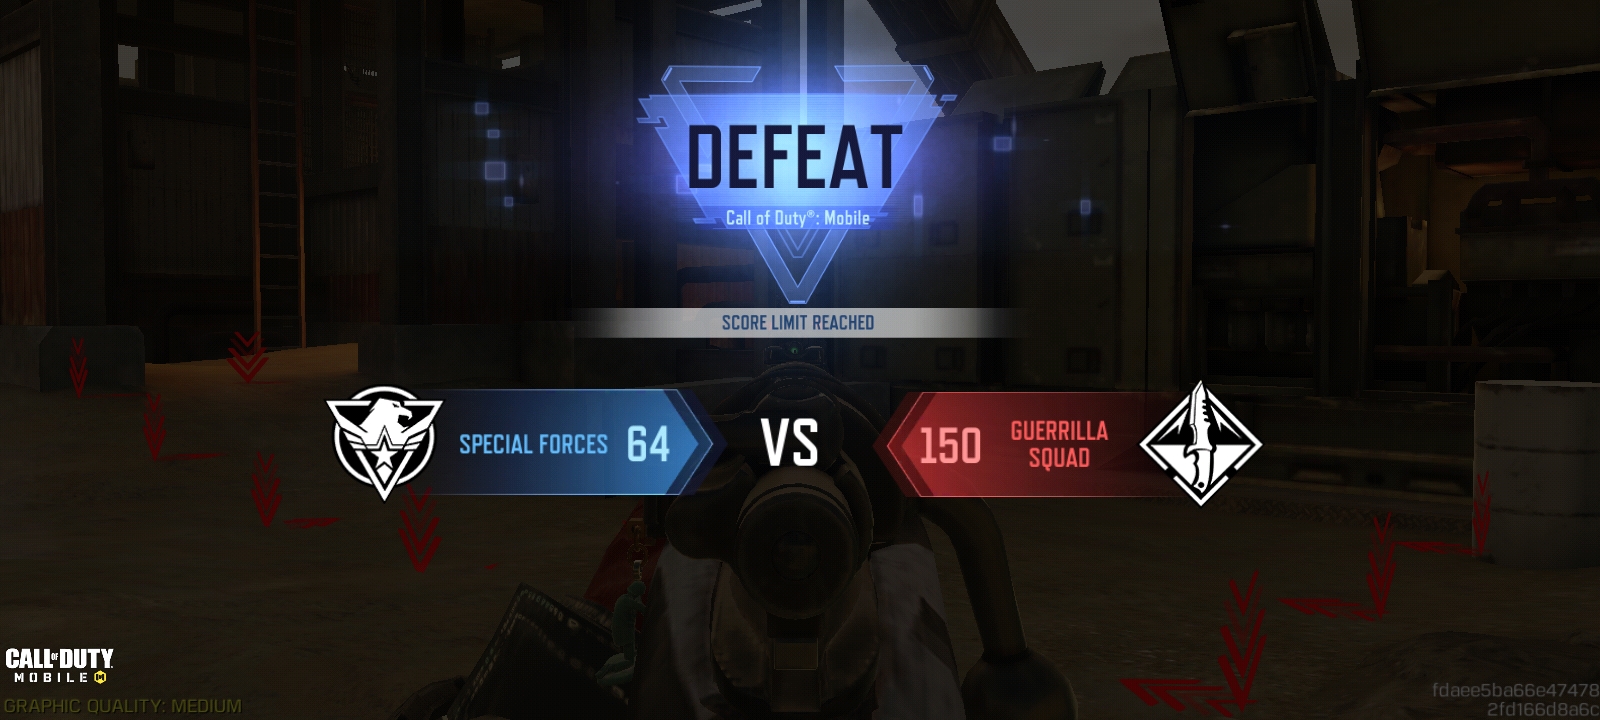 DEFEAT
Call of Duty®: Mobile
SCORE LIMIT REACHED
SPECIAL FORCES 64
VS
150 GUERRILLA
SQUAD
CALL OF DUTY
MOBILE
GRAPHIC QUALITY: MEDIUM
fdaee5ba66e47478
2fd166d8a6c